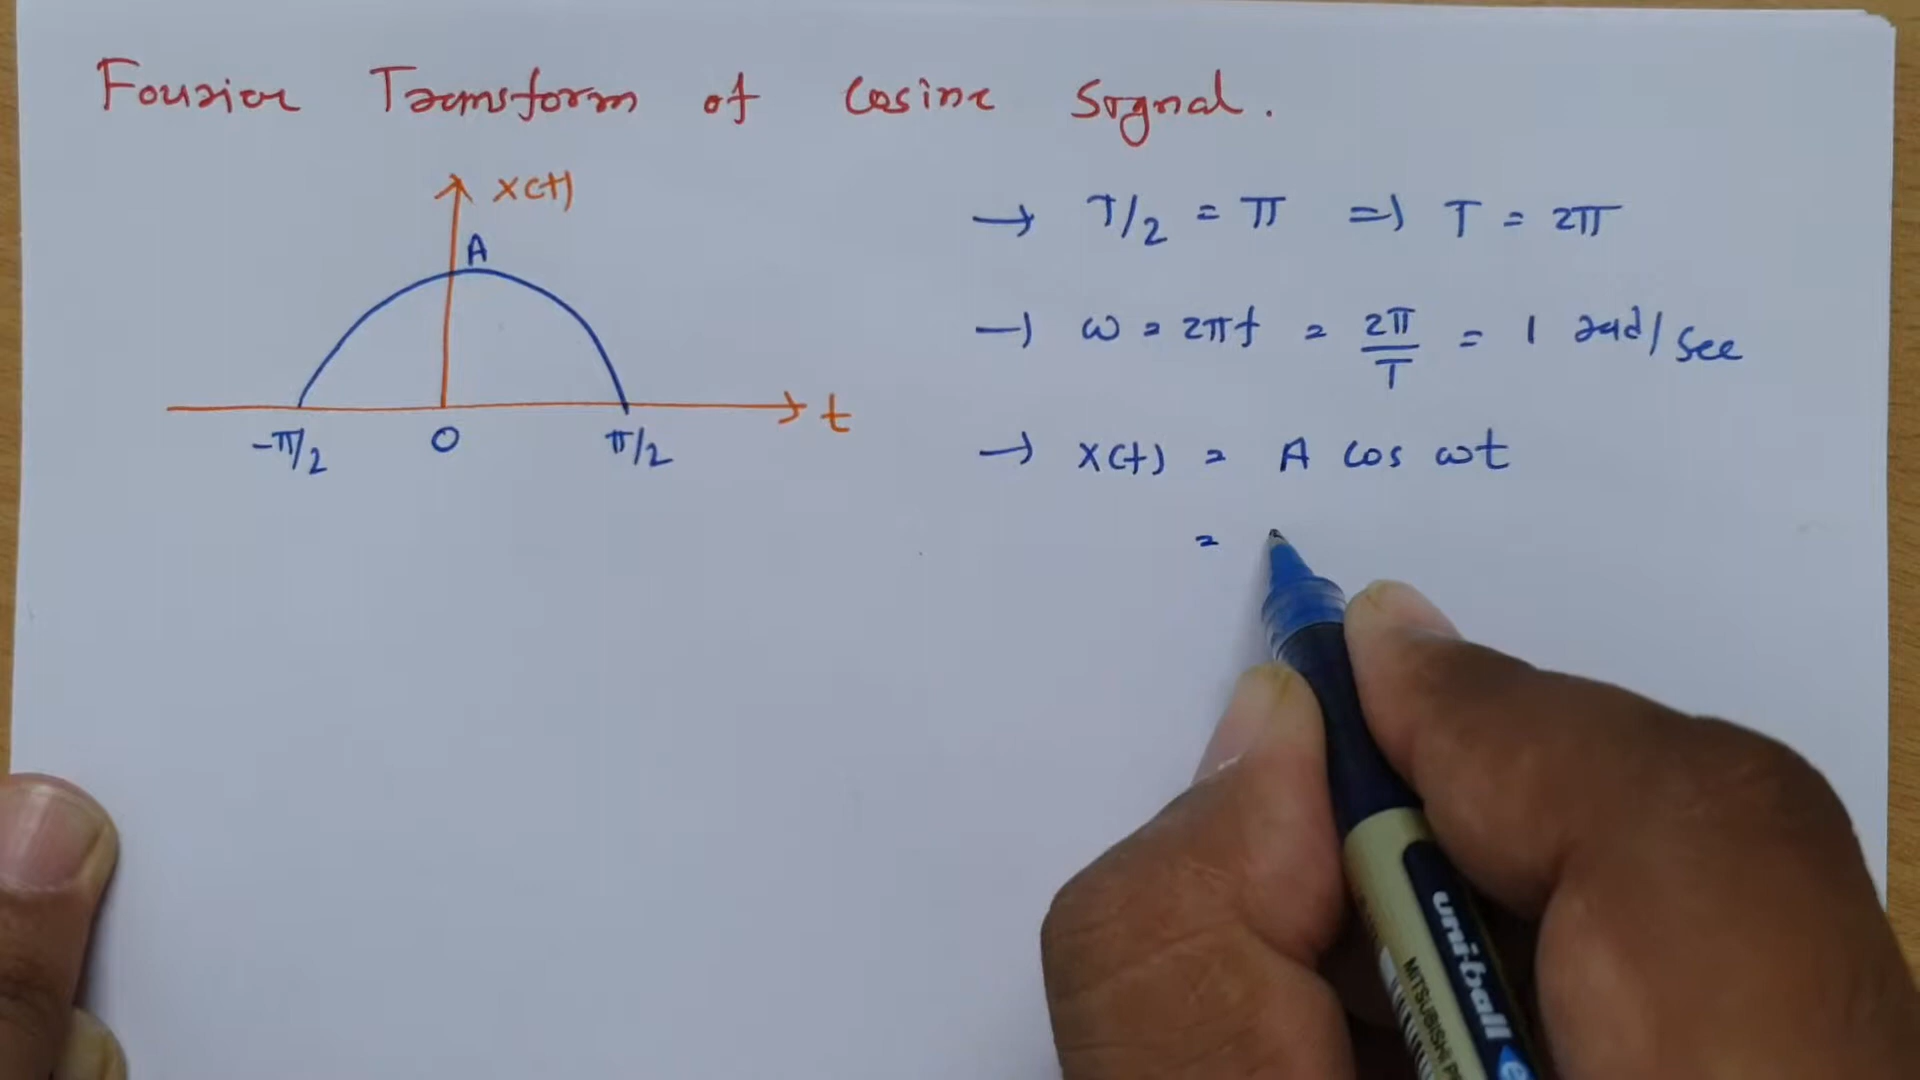 Fourier Transform of Cosine Signal.
x(t)
A
-π/2 0 π/2 t
→ T/2 = π ⇒ T = 2π
→ ω = 2πf = 2π/T = 1 rad/sec
→ x(t) = A cos ωt
=
uni-ball
MITSUBISHI